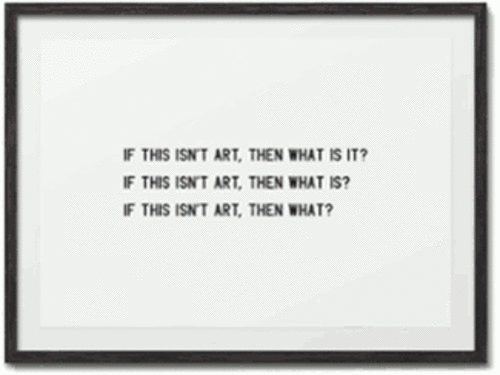 IF THIS ISN'T ART, THEN WHAT IS IT?
IF THIS ISN'T ART, THEN WHAT IS?
IF THIS ISN'T ART, THEN WHAT?